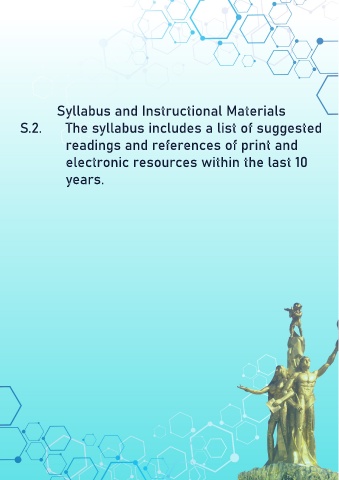 Syllabus and Instructional Materials
S.2. The syllabus includes a list of suggested
readings and references of print and
electronic resources within the last 10
years.